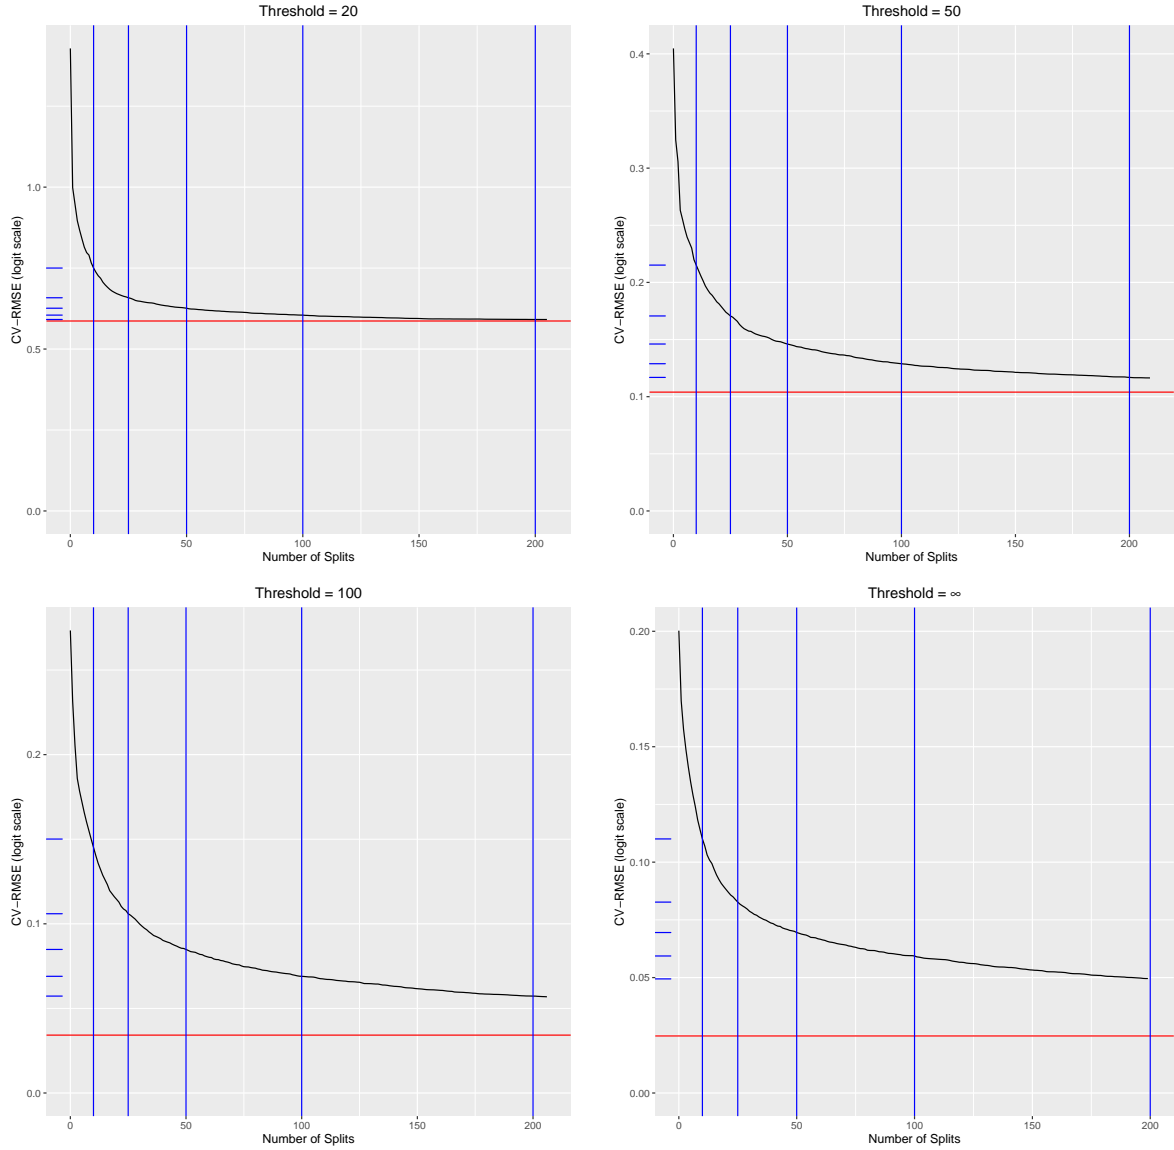 Threshold = 20
CV−RMSE (logit scale)
1.0
0.5
0.0
0 50 100 150 200
Number of Splits
Threshold = 50
CV−RMSE (logit scale)
0.4
0.3
0.2
0.1
0.0
0 50 100 150 200
Number of Splits
Threshold = 100
CV−RMSE (logit scale)
0.2
0.1
0.0
0 50 100 150 200
Number of Splits
Threshold = ∞
CV−RMSE (logit scale)
0.20
0.15
0.10
0.05
0.00
0 50 100 150 200
Number of Splits